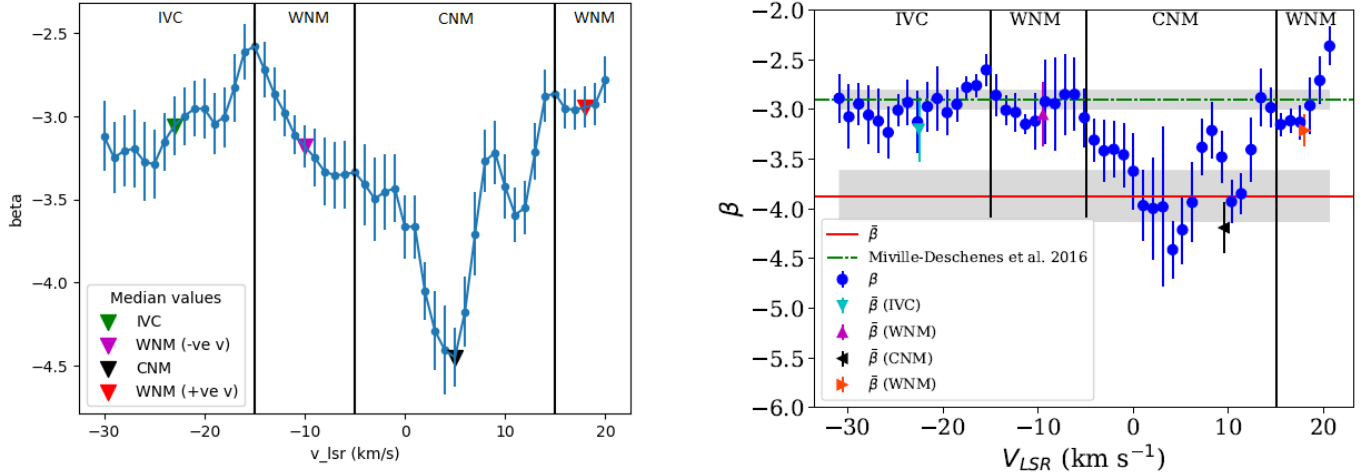 IVC WNM CNM WNM
−2.5
−3.0
−3.5
−4.0
−4.5
beta
Median values
IVC
WNM (-ve v)
CNM
WNM (+ve v)
−30 −20 −10 0 10 20
v_lsr (km/s)
IVC WNM CNM WNM
−2.0
−2.5
−3.0
−3.5
−4.0
−4.5
−5.0
−5.5
−6.0
β
β̄
Miville-Deschenes et al. 2016
β
β̄ (IVC)
β̄ (WNM)
β̄ (CNM)
β̄ (WNM)
−30 −20 −10 0 10 20
V_LSR (km s⁻¹)